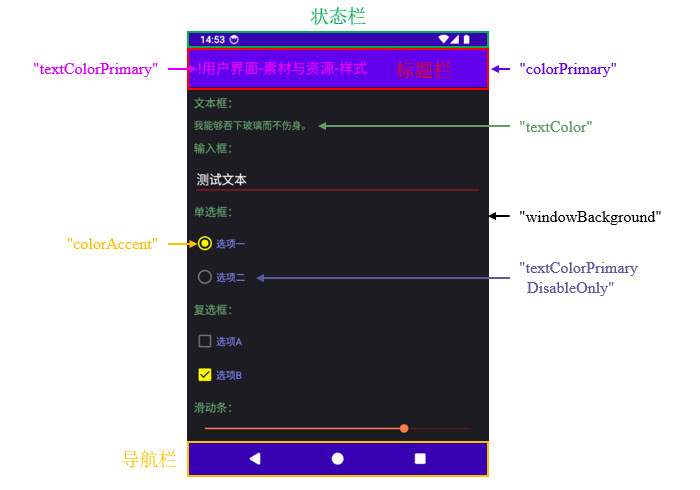 状态栏
14:53
"textColorPrimary"
!用户界面-素材与资源-样式
标题栏
"colorPrimary"
文本框:
我能够吞下玻璃而不伤身。
"textColor"
输入框:
测试文本
单选框:
"windowBackground"
"colorAccent"
选项一
选项二
"textColorPrimary
DisableOnly"
复选框:
选项A
选项B
滑动条:
导航栏